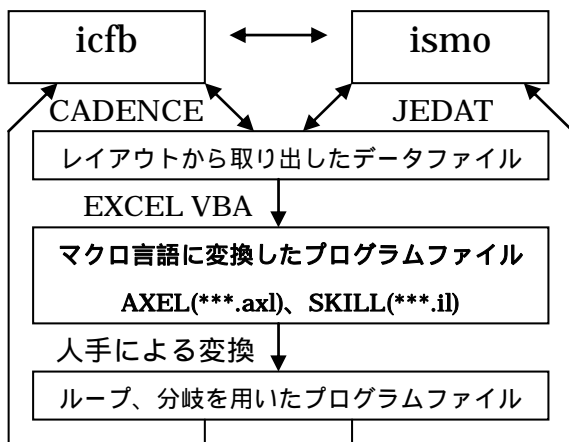 icfb
ismo
CADENCE
JEDAT
レイアウトから取り出したデータファイル
EXCEL VBA
マクロ言語に変換したプログラムファイル
AXEL(***.axl)、SKILL(***.il)
人手による変換
ループ、分岐を用いたプログラムファイル